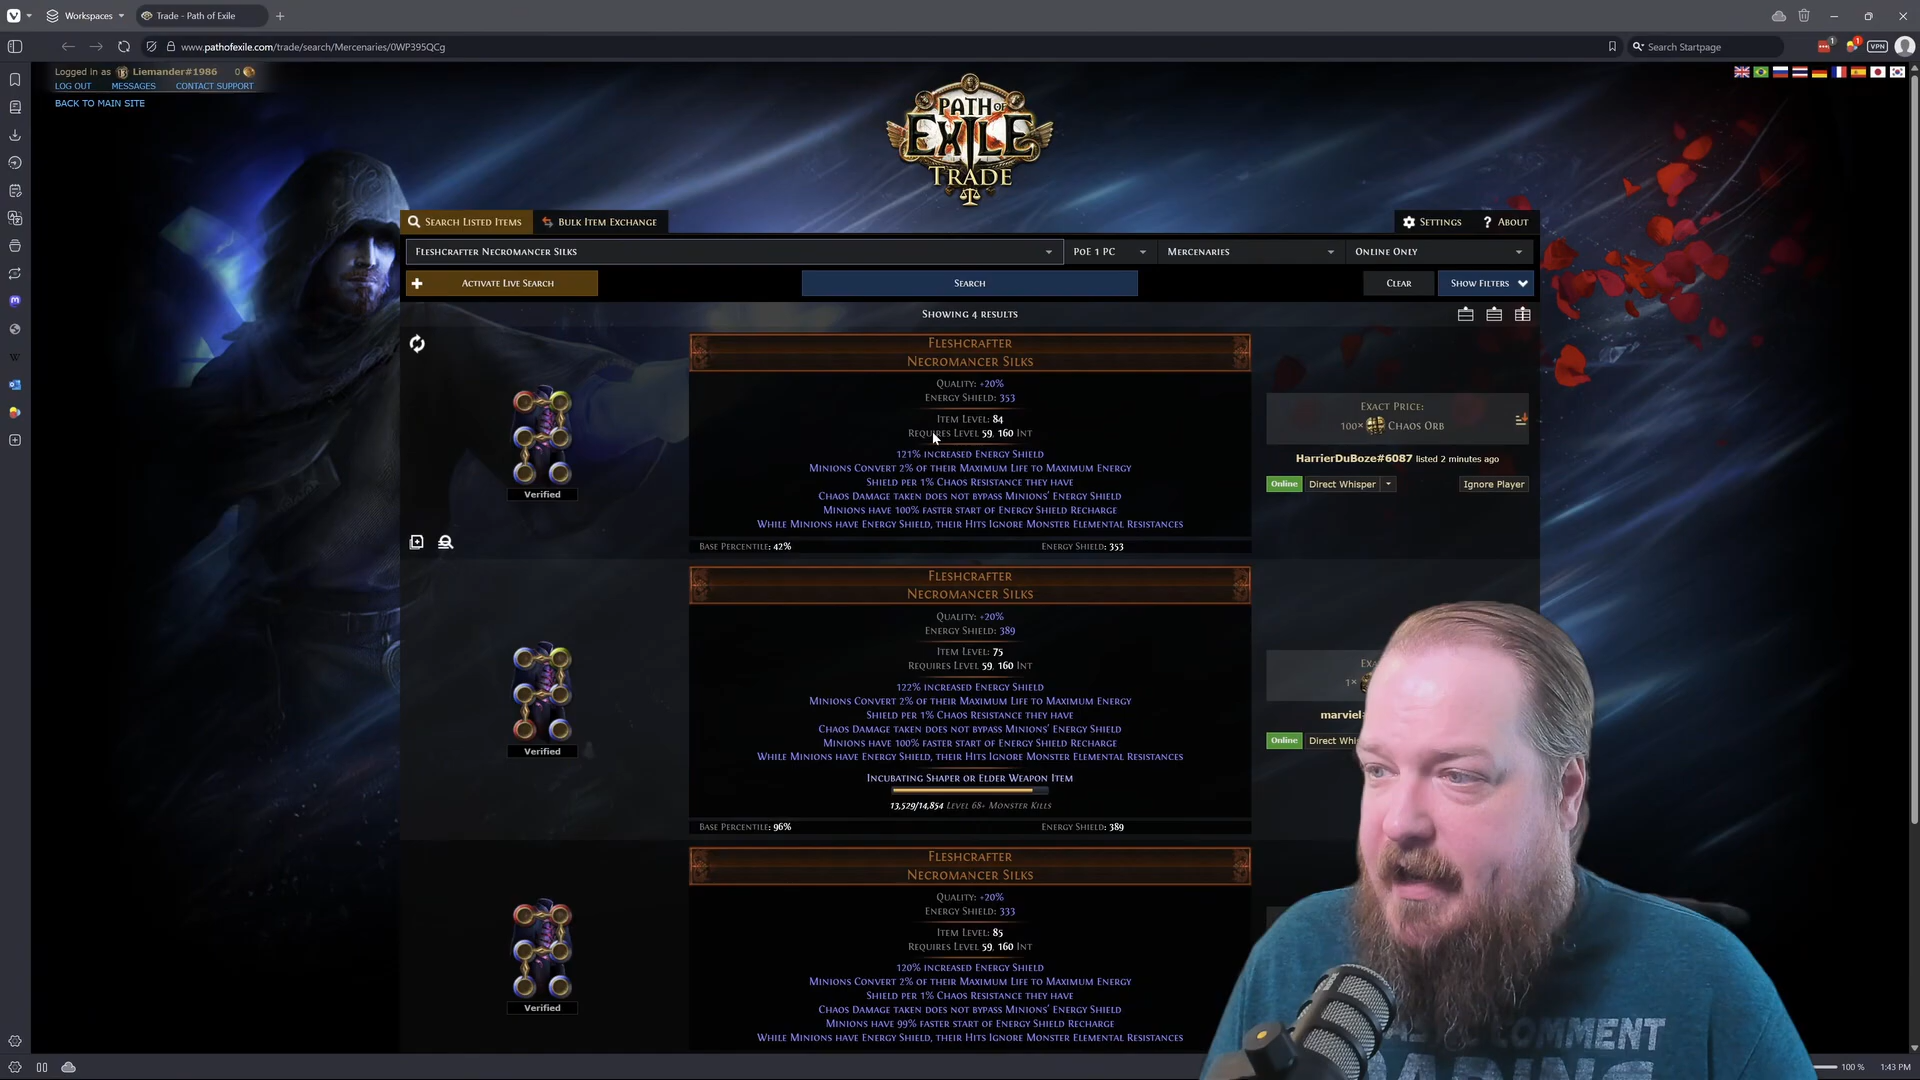 Workspaces
Trade - Path of Exile
www.pathofexile.com/trade/search/Mercenaries/0WP395QCg
Search Startpage
VPN
Logged in as Liemander#1986 0
LOG OUT MESSAGES CONTACT SUPPORT
BACK TO MAIN SITE
PATH OF
EXILE
TRADE
SEARCH LISTED ITEMS
BULK ITEM EXCHANGE
SETTINGS
? ABOUT
FLESHCRAFTER NECROMANCER SILKS
POE 1 PC
MERCENARIES
ONLINE ONLY
ACTIVATE LIVE SEARCH
SEARCH
CLEAR
SHOW FILTERS
SHOWING 4 RESULTS
FLESHCRAFTER
NECROMANCER SILKS
QUALITY: +20%
ENERGY SHIELD: 353
ITEM LEVEL: 84
REQUIRES LEVEL 59, 160 INT
121% INCREASED ENERGY SHIELD
MINIONS CONVERT 2% OF THEIR MAXIMUM LIFE TO MAXIMUM ENERGY
SHIELD PER 1% CHAOS RESISTANCE THEY HAVE
CHAOS DAMAGE TAKEN DOES NOT BYPASS MINIONS' ENERGY SHIELD
MINIONS HAVE 100% FASTER START OF ENERGY SHIELD RECHARGE
WHILE MINIONS HAVE ENERGY SHIELD, THEIR HITS IGNORE MONSTER ELEMENTAL RESISTANCES
BASE PERCENTILE: 42%
ENERGY SHIELD: 353
Verified
EXACT PRICE:
100× CHAOS ORB
HarrierDuBoze#6087 listed 2 minutes ago
Online Direct Whisper Ignore Player
FLESHCRAFTER
NECROMANCER SILKS
QUALITY: +20%
ENERGY SHIELD: 389
ITEM LEVEL: 75
REQUIRES LEVEL 59, 160 INT
122% INCREASED ENERGY SHIELD
MINIONS CONVERT 2% OF THEIR MAXIMUM LIFE TO MAXIMUM ENERGY
SHIELD PER 1% CHAOS RESISTANCE THEY HAVE
CHAOS DAMAGE TAKEN DOES NOT BYPASS MINIONS' ENERGY SHIELD
MINIONS HAVE 100% FASTER START OF ENERGY SHIELD RECHARGE
WHILE MINIONS HAVE ENERGY SHIELD, THEIR HITS IGNORE MONSTER ELEMENTAL RESISTANCES
INCUBATING SHAPER OR ELDER WEAPON ITEM
13,529/14,854 LEVEL 68+ MONSTER KILLS
BASE PERCENTILE: 96%
ENERGY SHIELD: 389
Verified
1×
marviel
Online Direct
FLESHCRAFTER
NECROMANCER SILKS
QUALITY: +20%
ENERGY SHIELD: 333
ITEM LEVEL: 85
REQUIRES LEVEL 59, 160 INT
120% INCREASED ENERGY SHIELD
MINIONS CONVERT 2% OF THEIR MAXIMUM LIFE TO MAXIMUM ENERGY
SHIELD PER 1% CHAOS RESISTANCE THEY HAVE
CHAOS DAMAGE TAKEN DOES NOT BYPASS MINIONS' ENERGY SHIELD
MINIONS HAVE 99% FASTER START OF ENERGY SHIELD RECHARGE
WHILE MINIONS HAVE ENERGY SHIELD, THEIR HITS IGNORE MONSTER ELEMENTAL RESISTANCES
Verified
COMMENT
100 %
1:43 PM